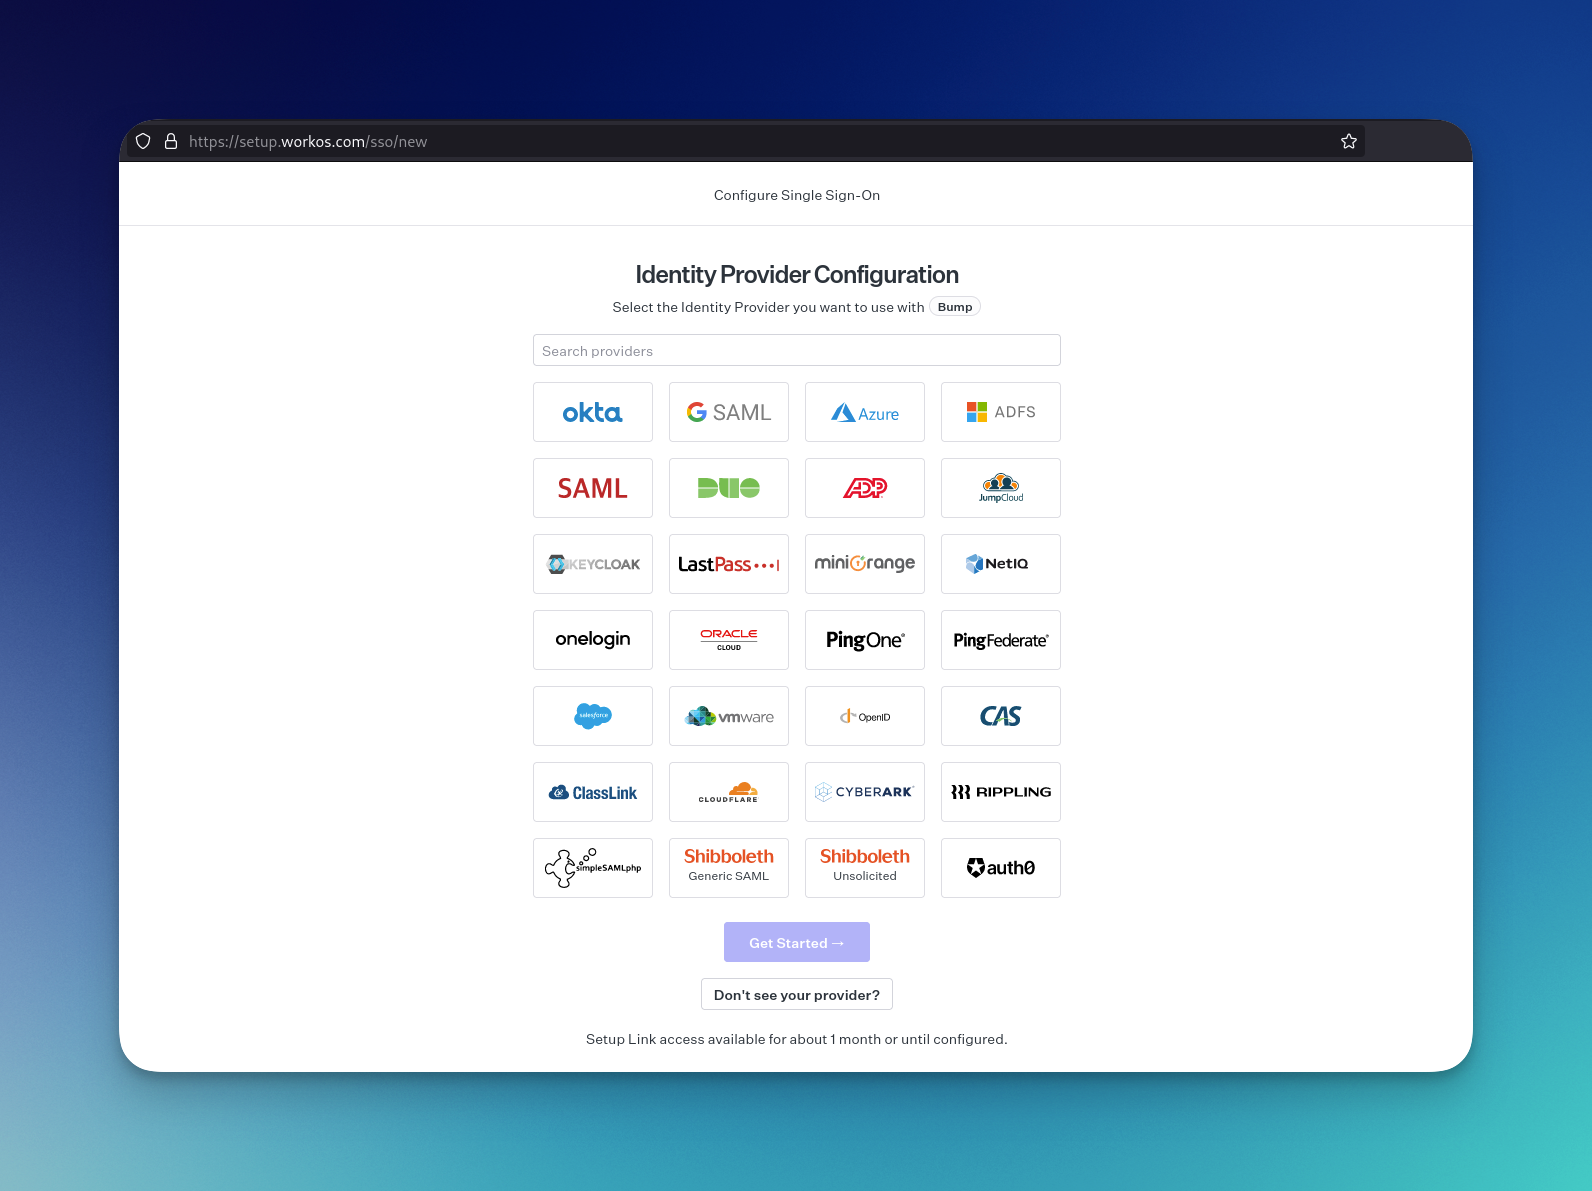 https://setup.workos.com/sso/new
Configure Single Sign-On
Identity Provider Configuration
Select the Identity Provider you want to use with Bump
Search providers
okta
G SAML
Azure
ADFS
SAML
DUO
ADP
JumpCloud
KEYCLOAK
LastPass•••|
miniOrange
NetIQ
onelogin
ORACLE
CLOUD
PingOne®
PingFederate®
salesforce
vmware
OpenID
CAS
ClassLink
CLOUDFLARE
CYBERARK
RIPPLING
simpleSAMLphp
Shibboleth
Generic SAML
Shibboleth
Unsolicited
auth0
Get Started →
Don't see your provider?
Setup Link access available for about 1 month or until configured.